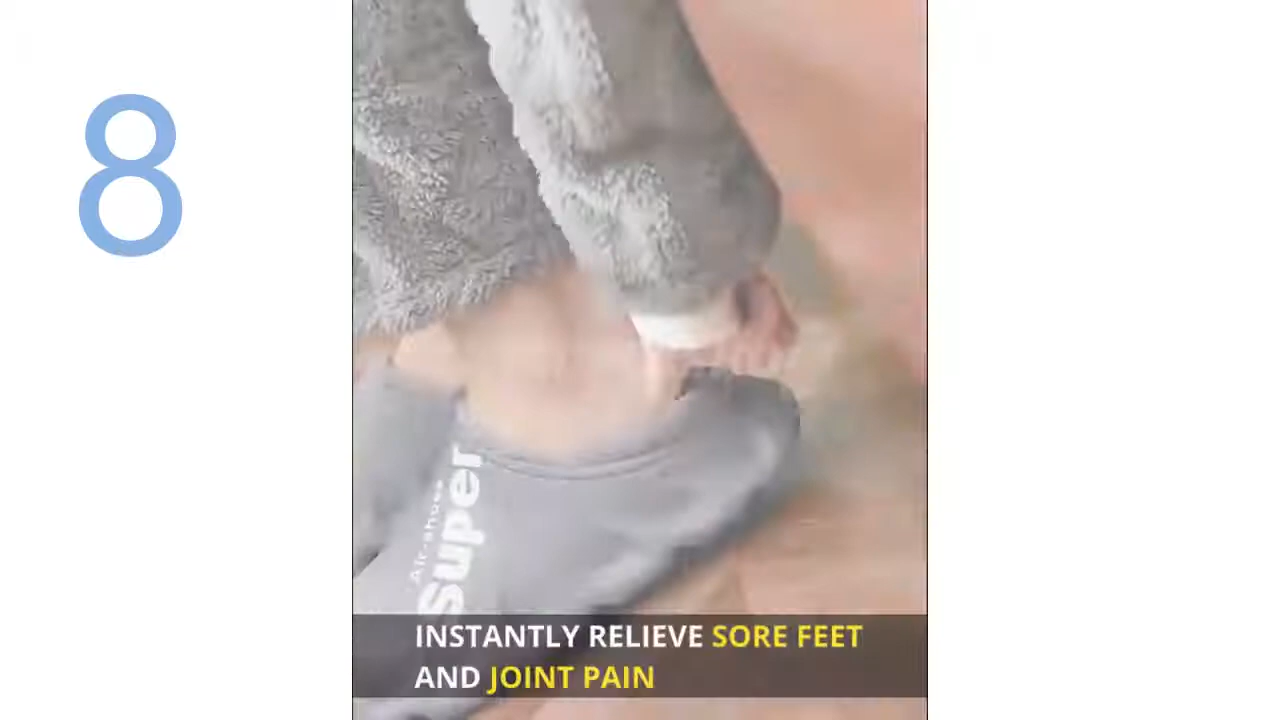 8
Air-shoes
Super
INSTANTLY RELIEVE SORE FEET
AND JOINT PAIN